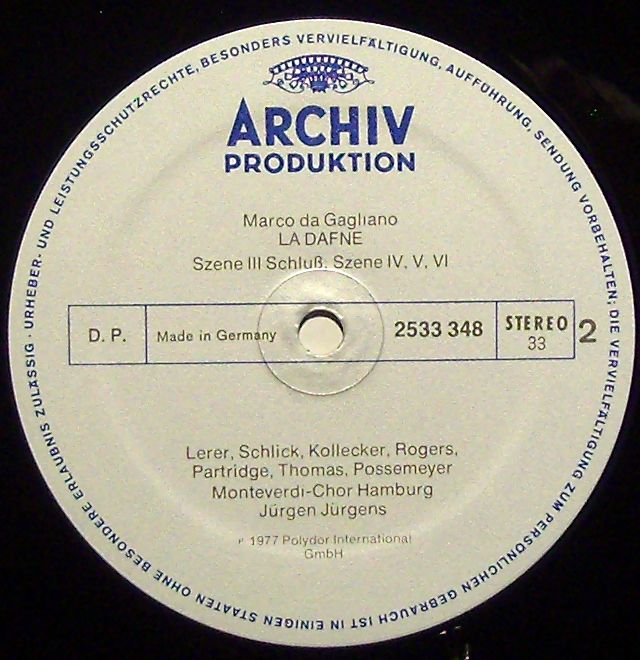 URHEBER- UND LEISTUNGSSCHUTZRECHTE, BESONDERS VERVIELFÄLTIGUNG, AUFFÜHRUNG, SENDUNG VORBEHALTEN; DIE VERVIELFÄLTIGUNG ZUM PERSÖNLICHEN GEBRAUCH IST IN EINIGEN STAATEN OHNE BESONDERE ERLAUBNIS ZULÄSSIG -
ARCHIV
PRODUKTION
Marco da Gagliano
LA DAFNE
Szene III Schluß, Szene IV, V, VI
D. P.
Made in Germany
2533 348
STEREO
33
2
Lerer, Schlick, Kollecker, Rogers,
Partridge, Thomas, Possemeyer
Monteverdi-Chor Hamburg
Jürgen Jürgens
℗ 1977 Polydor International
GmbH